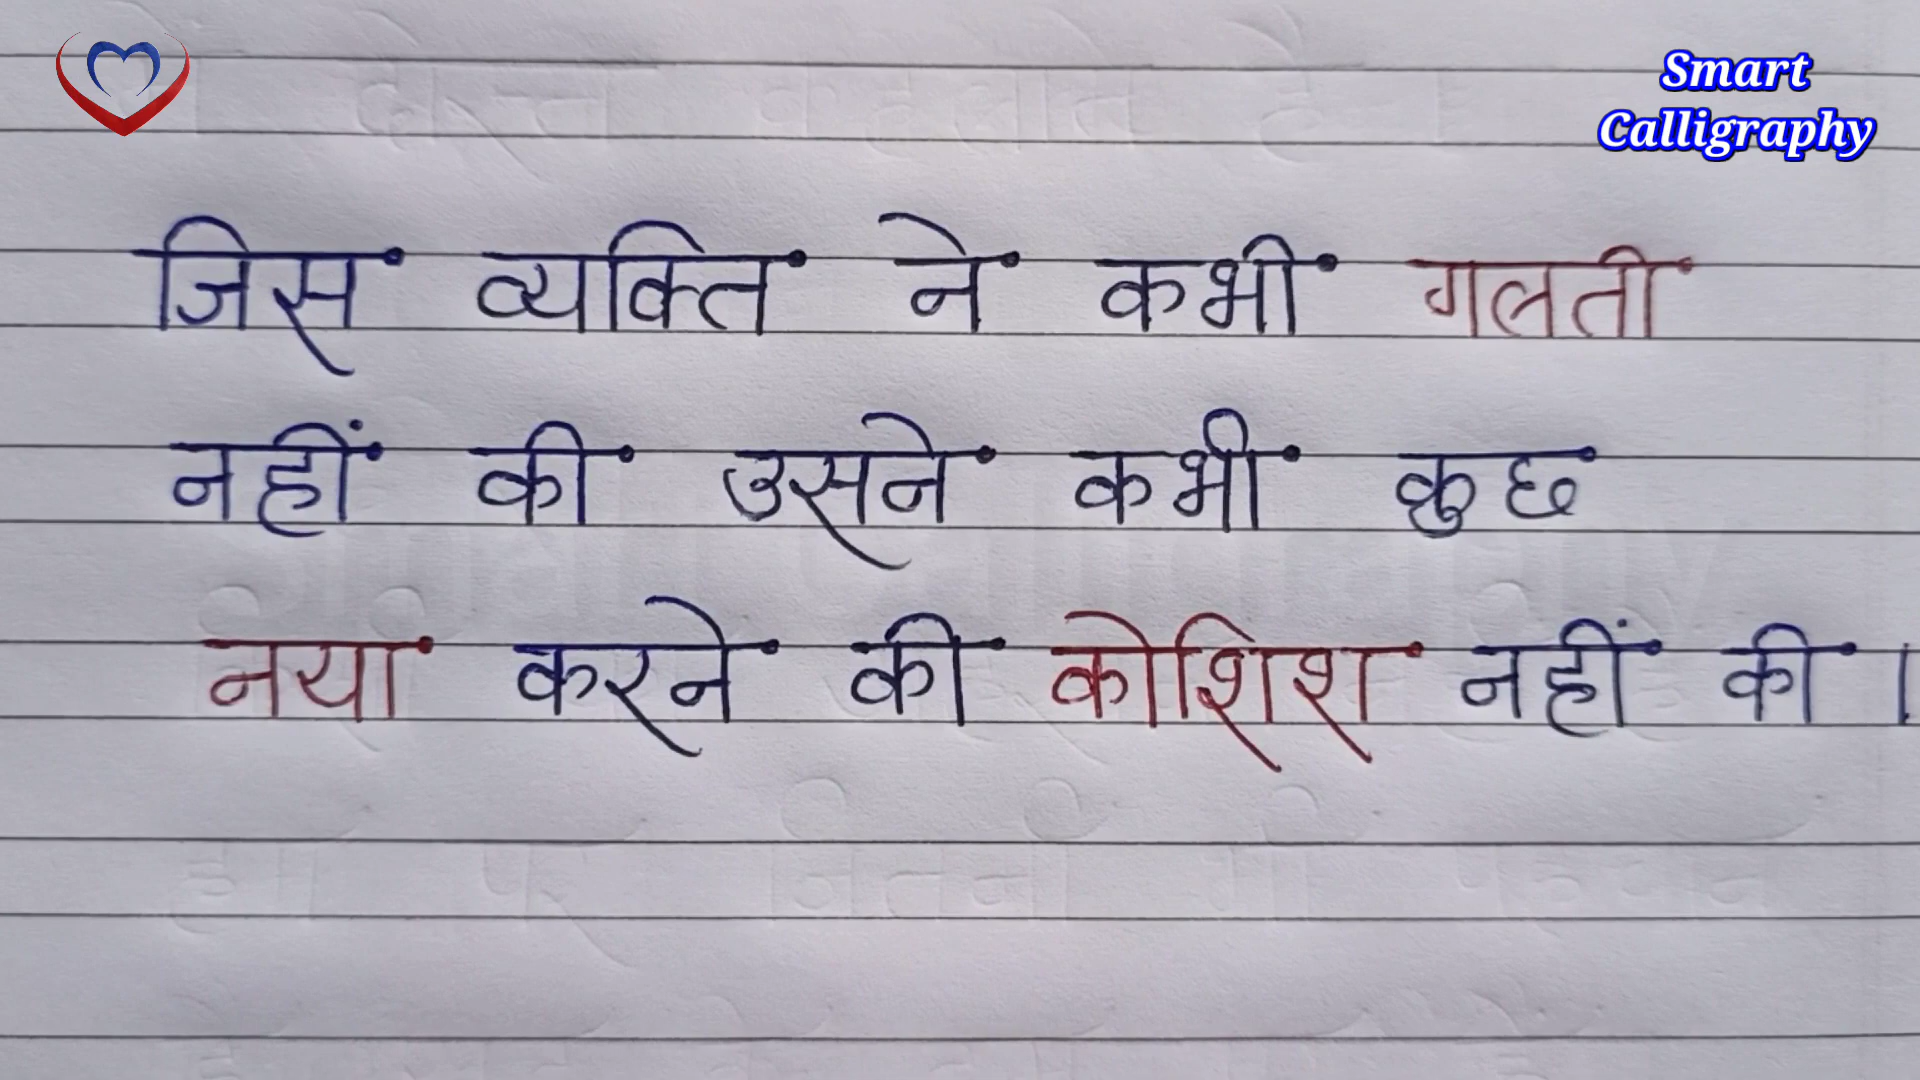 Smart
Calligraphy
जिस व्यक्ति ने कभी गलती
नहीं की उसने कभी कुछ
नया करने की कोशिश नहीं की ।